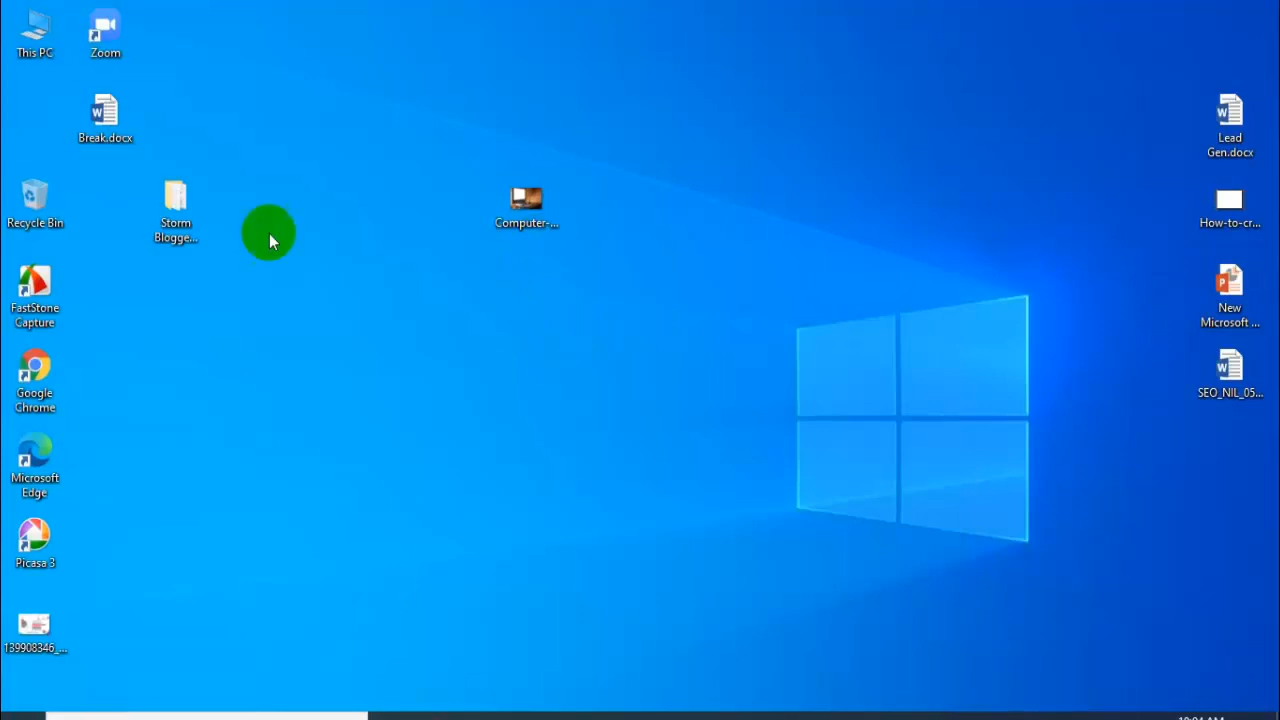 This PC
Zoom
Break.docx
Lead
Gen.docx
Recycle Bin
Storm
Blogge...
Computer-...
How-to-cr...
FastStone
Capture
New
Microsoft ...
Google
Chrome
SEO_NIL_05...
Microsoft
Edge
Picasa 3
139908346_...